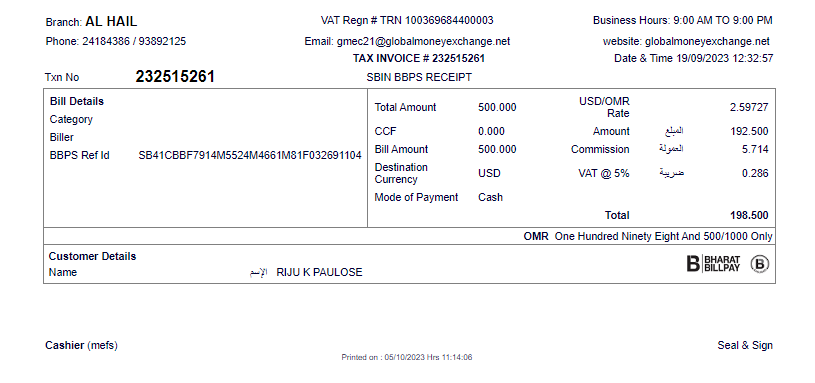 Branch: AL HAIL VAT Regn # TRN 100369684400003 Business Hours: 9:00 AM TO 9:00 PM
Phone: 24184386 / 93892125 Email: gmec21@globalmoneyexchange.net website: globalmoneyexchange.net
TAX INVOICE # 232515261 Date & Time 19/09/2023 12:32:57
Txn No 232515261 SBIN BBPS RECEIPT
Bill Details
Category
Biller
BBPS Ref Id SB41CBBF7914M5524M4661M81F032691104
Total Amount 500.000 USD/OMR Rate 2.59727
CCF 0.000 Amount المبلغ 192.500
Bill Amount 500.000 Commission العمولة 5.714
Destination Currency USD VAT @ 5% ضريبة 0.286
Mode of Payment Cash
Total 198.500
OMR One Hundred Ninety Eight And 500/1000 Only
Customer Details
Name الإسم RIJU K PAULOSE
B BHARAT BILLPAY B
Cashier (mefs) Seal & Sign
Printed on : 05/10/2023 Hrs 11:14:06